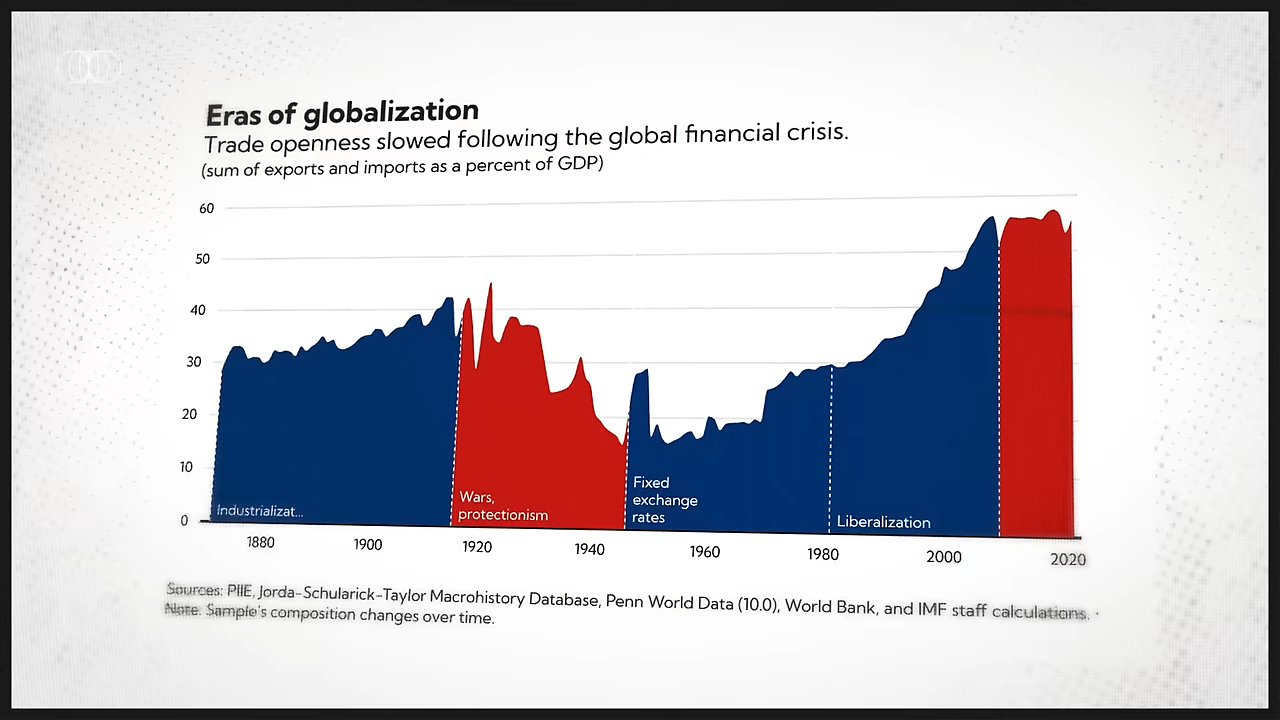 Eras of globalization
Trade openness slowed following the global financial crisis.
(sum of exports and imports as a percent of GDP)
60
50
40
30
20
10
0
Industrializat...
Wars,
protectionism
Fixed
exchange
rates
Liberalization
1880
1900
1920
1940
1960
1980
2000
2020
Sources: PIIE, Jorda-Schularick-Taylor Macrohistory Database, Penn World Data (10.0), World Bank, and IMF staff calculations.
Note: Sample's composition changes over time.